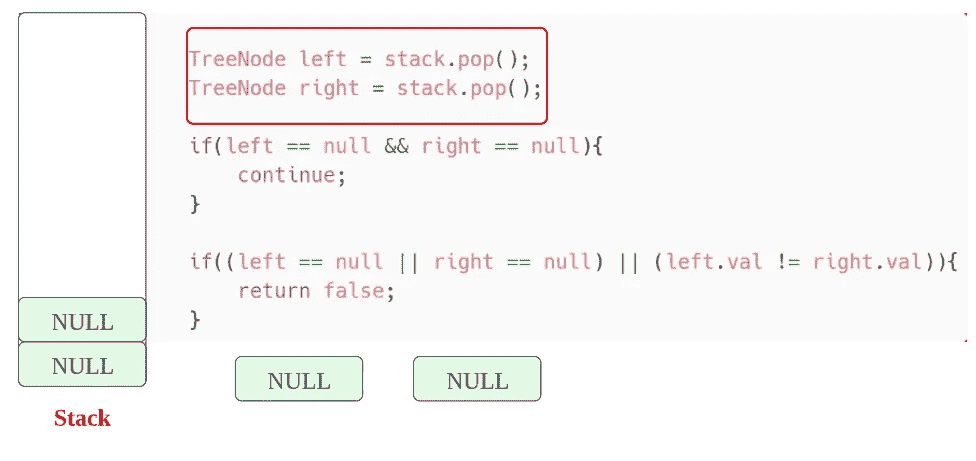 TreeNode left = stack.pop();
TreeNode right = stack.pop();
if(left == null && right == null){
continue;
}
if((left == null || right == null) || (left.val != right.val)){
return false;
}
NULL
NULL
Stack
NULL NULL